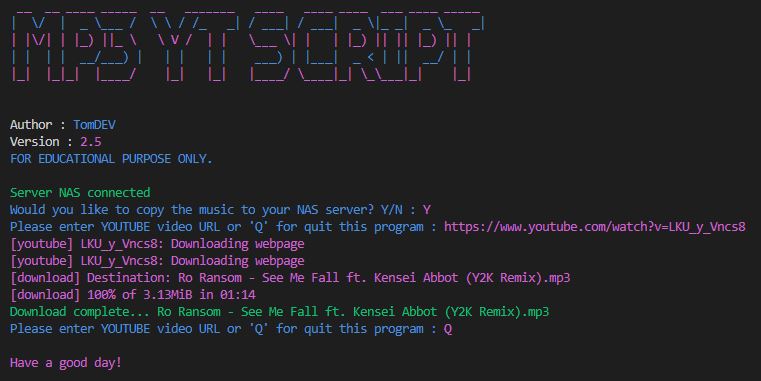 MP3 YT SCRIPT
Author : TomDEV
Version : 2.5
FOR EDUCATIONAL PURPOSE ONLY.
Server NAS connected
Would you like to copy the music to your NAS server? Y/N : Y
Please enter YOUTUBE video URL or 'Q' for quit this program : https://www.youtube.com/watch?v=LKU_y_Vncs8
[youtube] LKU_y_Vncs8: Downloading webpage
[youtube] LKU_y_Vncs8: Downloading webpage
[download] Destination: Ro Ransom - See Me Fall ft. Kensei Abbot (Y2K Remix).mp3
[download] 100% of 3.13MiB in 01:14
Download complete... Ro Ransom - See Me Fall ft. Kensei Abbot (Y2K Remix).mp3
Please enter YOUTUBE video URL or 'Q' for quit this program : Q
Have a good day!